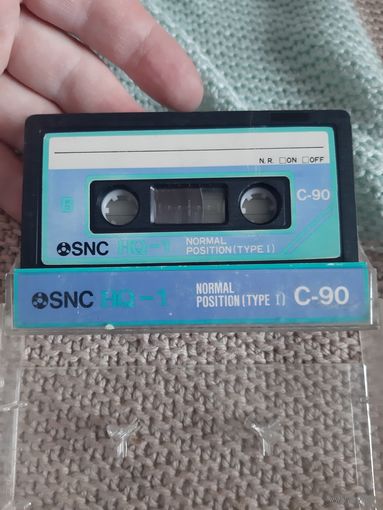 N.R. □ON □OFF
B
C-90
SNC HQ-1 NORMAL
POSITION (TYPE I)
SNC HQ-1 NORMAL
POSITION (TYPE I) C-90